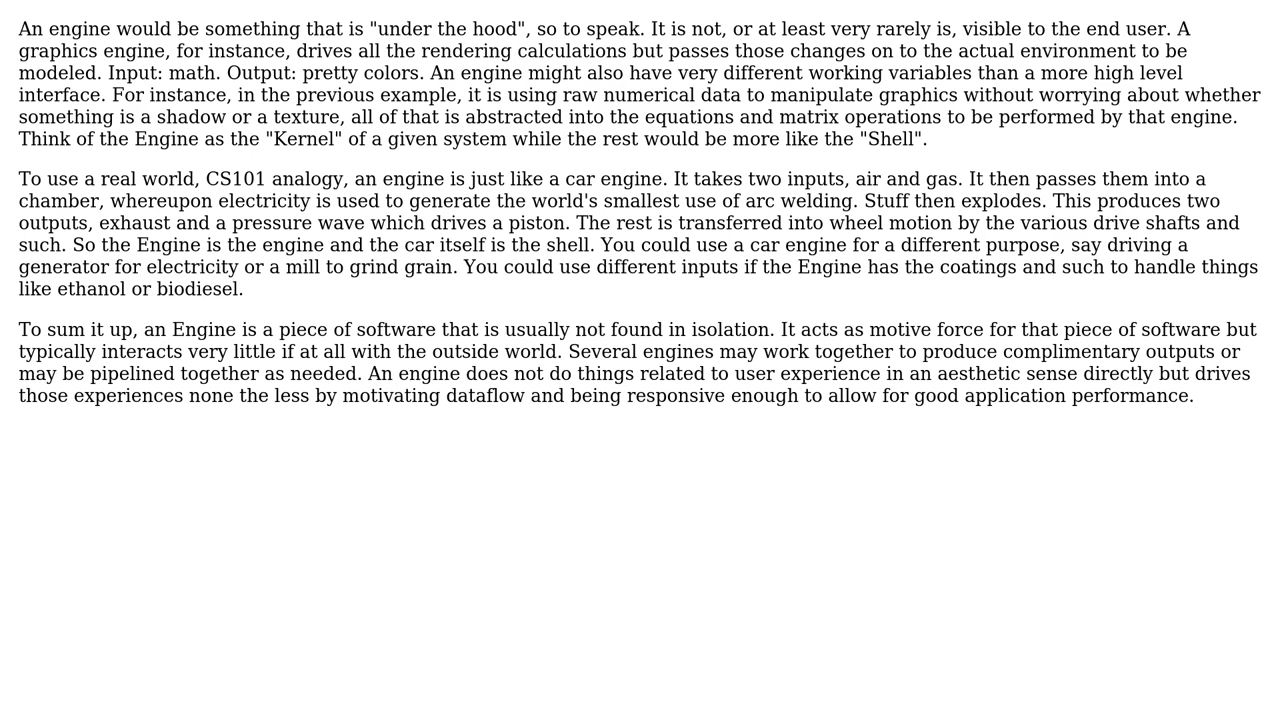 An engine would be something that is "under the hood", so to speak. It is not, or at least very rarely is, visible to the end user. A
graphics engine, for instance, drives all the rendering calculations but passes those changes on to the actual environment to be
modeled. Input: math. Output: pretty colors. An engine might also have very different working variables than a more high level
interface. For instance, in the previous example, it is using raw numerical data to manipulate graphics without worrying about whether
something is a shadow or a texture, all of that is abstracted into the equations and matrix operations to be performed by that engine.
Think of the Engine as the "Kernel" of a given system while the rest would be more like the "Shell".
To use a real world, CS101 analogy, an engine is just like a car engine. It takes two inputs, air and gas. It then passes them into a
chamber, whereupon electricity is used to generate the world's smallest use of arc welding. Stuff then explodes. This produces two
outputs, exhaust and a pressure wave which drives a piston. The rest is transferred into wheel motion by the various drive shafts and
such. So the Engine is the engine and the car itself is the shell. You could use a car engine for a different purpose, say driving a
generator for electricity or a mill to grind grain. You could use different inputs if the Engine has the coatings and such to handle things
like ethanol or biodiesel.
To sum it up, an Engine is a piece of software that is usually not found in isolation. It acts as motive force for that piece of software but
typically interacts very little if at all with the outside world. Several engines may work together to produce complimentary outputs or
may be pipelined together as needed. An engine does not do things related to user experience in an aesthetic sense directly but drives
those experiences none the less by motivating dataflow and being responsive enough to allow for good application performance.